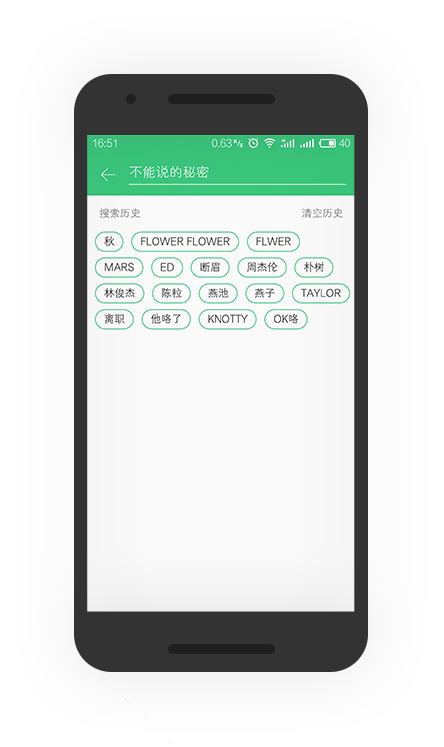 16:51 0.63 K/s 40
不能说的秘密
搜索历史 清空历史
秋 FLOWER FLOWER FLWER
MARS ED 断眉 周杰伦 朴树
林俊杰 陈粒 燕池 燕子 TAYLOR
离职 他咯了 KNOTTY OK咯